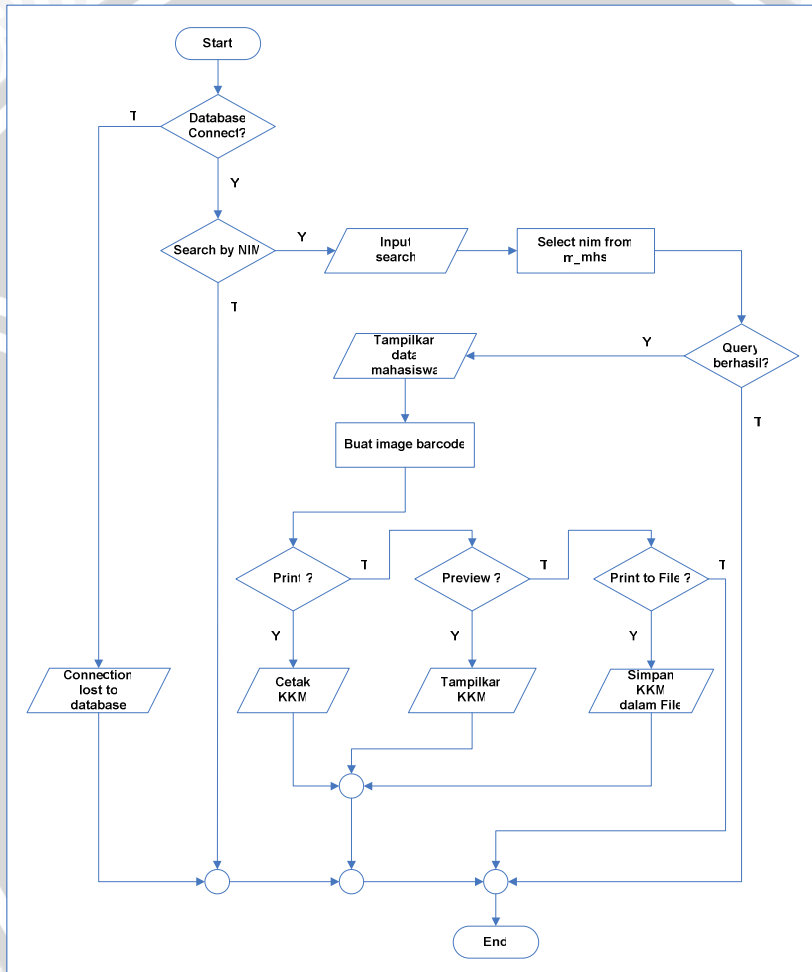 Start
T
Database
Connect?
Y
Search by NIM
Y
Input
search
Select nim from
m_mhs
T
Tampilkan
data
mahasiswa
Y
Query
berhasil?
T
Buat image barcode
Print ?
T
Preview ?
T
Print to File ?
T
Y
Y
Y
Connection
lost to
database
Cetak
KKM
Tampilkan
KKM
Simpan
KKM
dalam File
End